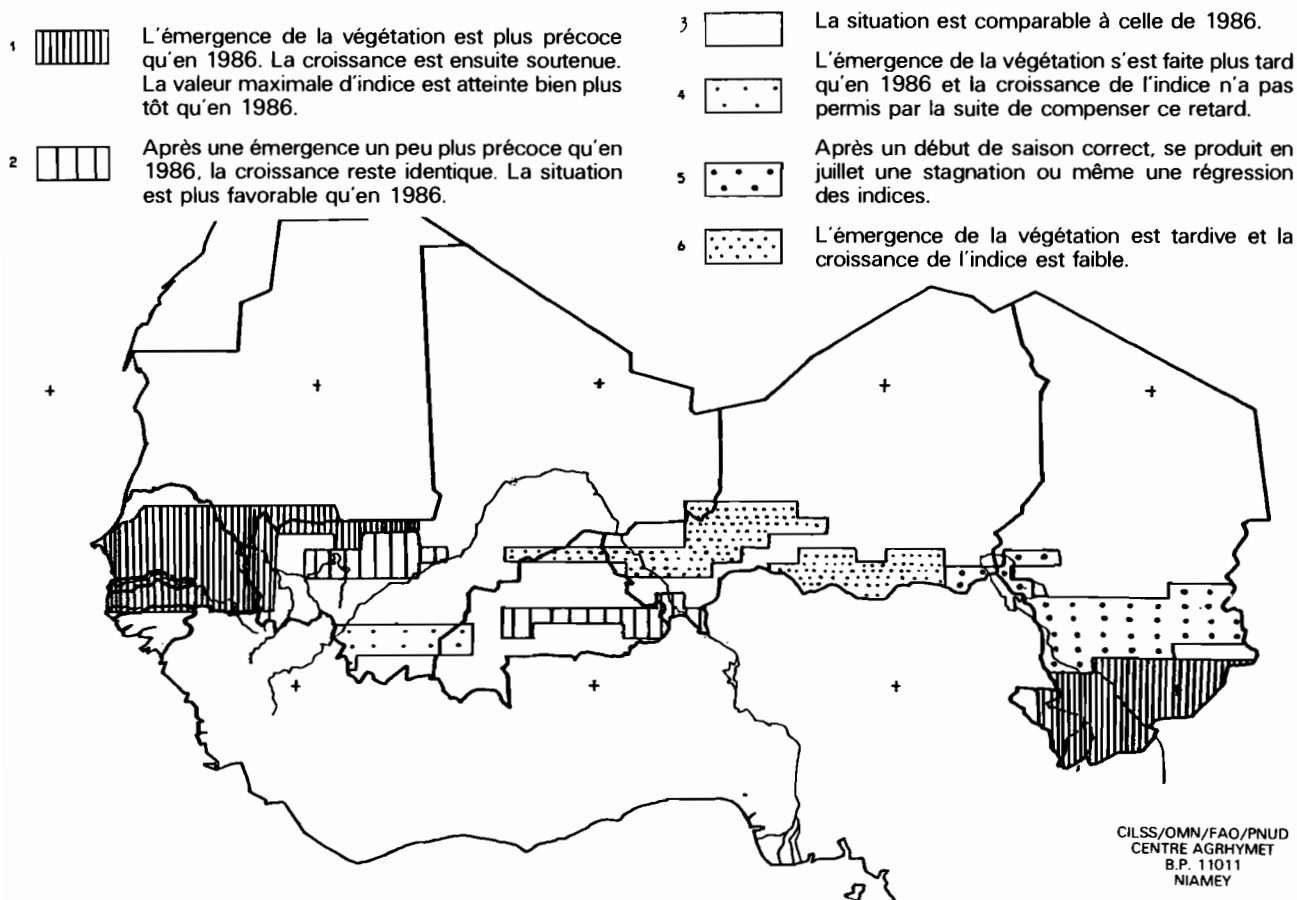 1
L'émergence de la végétation est plus précoce
qu'en 1986. La croissance est ensuite soutenue.
La valeur maximale d'indice est atteinte bien plus
tôt qu'en 1986.
2
Après une émergence un peu plus précoce qu'en
1986, la croissance reste identique. La situation
est plus favorable qu'en 1986.
3
La situation est comparable à celle de 1986.
4
L'émergence de la végétation s'est faite plus tard
qu'en 1986 et la croissance de l'indice n'a pas
permis par la suite de compenser ce retard.
5
Après un début de saison correct, se produit en
juillet une stagnation ou même une régression
des indices.
6
L'émergence de la végétation est tardive et la
croissance de l'indice est faible.
CILSS/OMN/FAO/PNUD
CENTRE AGRHYMET
B.P. 11011
NIAMEY